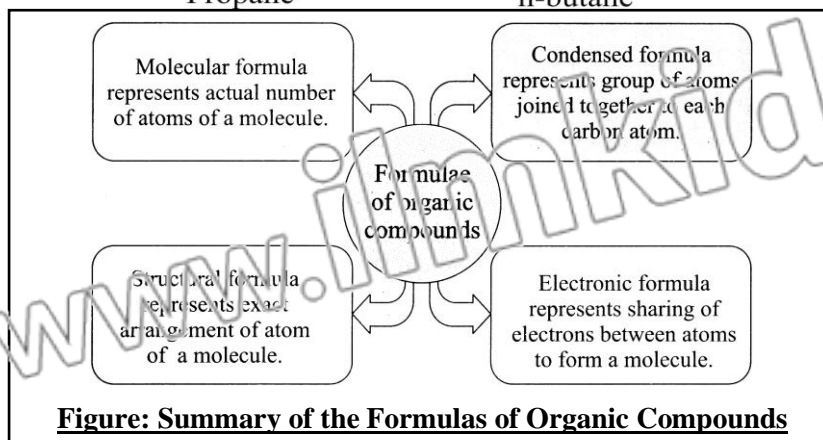 Propane
n-butane
Molecular formula
represents actual number
of atoms of a molecule.
Condensed formula
represents group of atoms
joined together to each
carbon atom.
Formulae
of organic
compounds
Structural formula
represents exact
arrangement of atom
of a molecule.
Electronic formula
represents sharing of
electrons between atoms
to form a molecule.
www.ilmkid
Figure: Summary of the Formulas of Organic Compounds